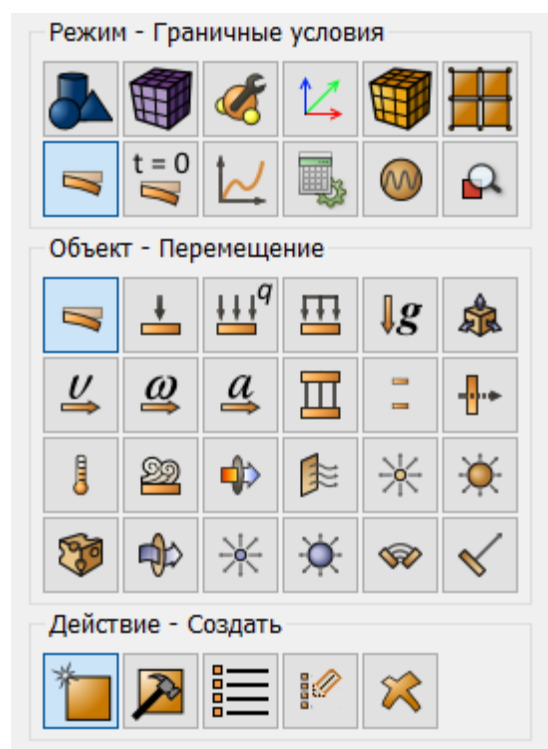 Режим - Граничные условия
t = 0
Объект - Перемещение
q
g
υ ω a
Действие - Создать